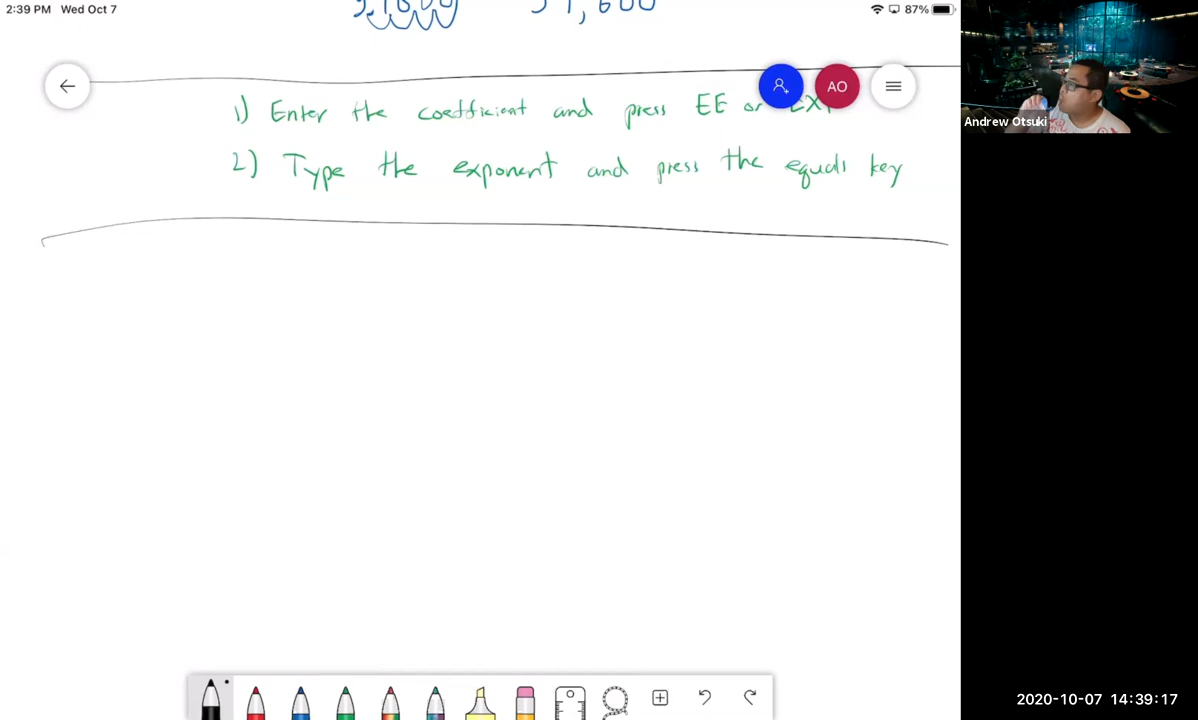 2:39 PM Wed Oct 7
87%
1) Enter the coefficient and press EE or
AO
2) Type the exponent and press the equals key
Andrew Otsuki
2020-10-07 14:39:17